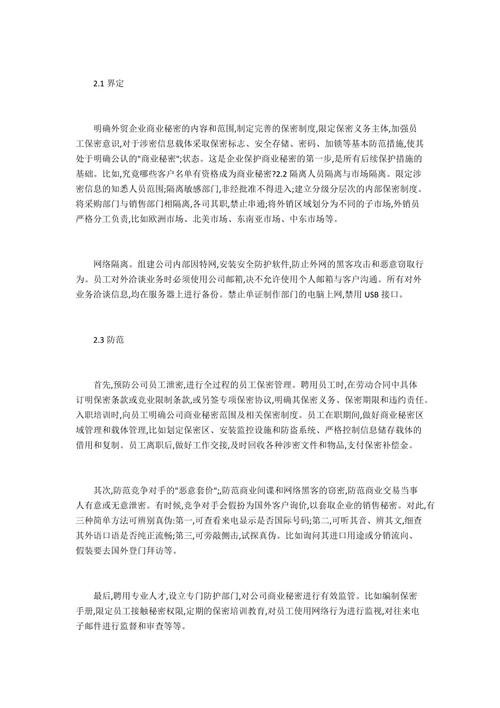 2.1 界定
明确外贸企业商业秘密的内容和范围,制定完善的保密制度,限定保密义务主体,加强员
工保密意识,对于涉密信息载体采取保密标志、安全存储、密码、加锁等基本防范措施,使其
处于明确公认的"商业秘密";状态。这是企业保护商业秘密的第一步,是所有后续保护措施的
基础。比如,究竟哪些客户名单有资格成为商业秘密?2.2 隔离人员隔离与市场隔离。限定涉
密信息的知悉人员范围;隔离敏感部门,非经批准不得进入;建立分级分层次的内部保密制度。
将采购部门与销售部门相隔离,各司其职,禁止串通;将外销区域划分为不同的子市场,外销员
严格分工负责,比如欧洲市场、北美市场、东南亚市场、中东市场等。
网络隔离。组建公司内部因特网,安装安全防护软件,防止外网的黑客攻击和恶意窃取行
为。员工对外洽谈业务时必须使用公司邮箱,决不允许使用个人邮箱与客户沟通。所有对外
业务洽谈信息,均在服务器上进行备份。禁止单证制作部门的电脑上网,禁用 USB 接口。
2.3 防范
首先,预防公司员工泄密,进行全过程的员工保密管理。聘用员工时,在劳动合同中具体
订明保密条款或竞业限制条款,或另签专项保密协议,明确其保密义务、保密期限和违约责任。
入职培训时,向员工明确公司商业秘密范围及相关保密制度。员工在职期间,做好商业秘密区
域管理和载体管理,比如划定保密区、安装监控设施和防盗系统、严格控制信息储存载体的
借用和复制。员工离职后,做好工作交接,及时回收各种涉密文件和物品,支付保密补偿金。
其次,防范竞争对手的"恶意套价";,防范商业间谍和网络黑客的窃密,防范商业交易当事
人有意或无意泄密。有时候,竞争对手会假扮为国外客户询价,以套取企业的销售秘密。对此,有
三种简单方法可辨别真伪:第一,可查看来电显示是否国际号码;第二,可听其音、辨其文,细查
其外语口语是否纯正流畅;第三,可旁敲侧击,试探真伪。比如询问其进口用途或分销流向、
假装要去国外登门拜访等。
最后,聘用专业人才,设立专门防护部门,对公司商业秘密进行有效监管。比如编制保密
手册,限定员工接触秘密权限,定期的保密培训教育,对员工使用网络行为进行监视,对往来电
子邮件进行监督和审查等等。